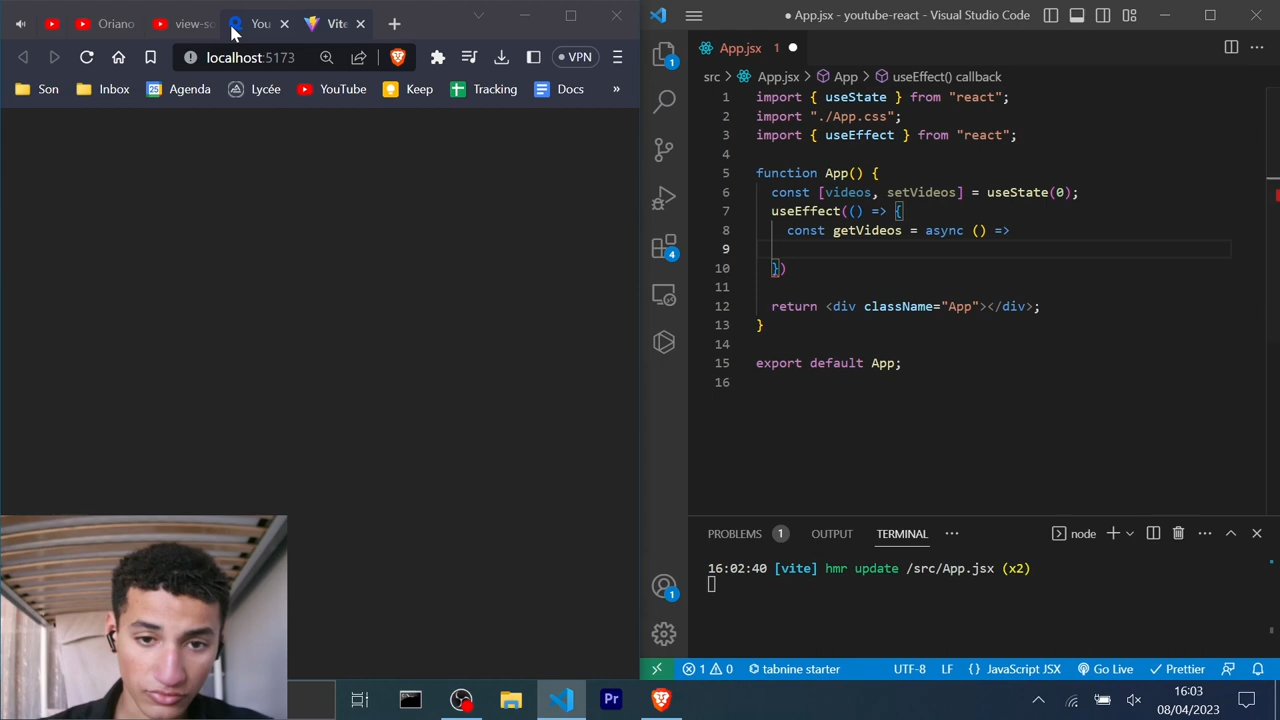 Oriano
view-so
You
Vite
localhost:5173
VPN
Son
Inbox
Agenda
Lycée
YouTube
Keep
Tracking
Docs
»
● App.jsx - youtube-react - Visual Studio Code
App.jsx 1
src > App.jsx > App > useEffect() callback
1 import { useState } from "react";
2 import "./App.css";
3 import { useEffect } from "react";
4
5 function App() {
6 const [videos, setVideos] = useState(0);
7 useEffect(() => {
8 const getVideos = async () =>
9
10 })
11
12 return <div className="App"></div>;
13 }
14
15 export default App;
16
1
4
1
PROBLEMS 1 OUTPUT TERMINAL ··· node
16:02:40 [vite] hmr update /src/App.jsx (x2)
1 0 tabnine starter UTF-8 LF { } JavaScript JSX Go Live Prettier
Pr
16:03
08/04/2023